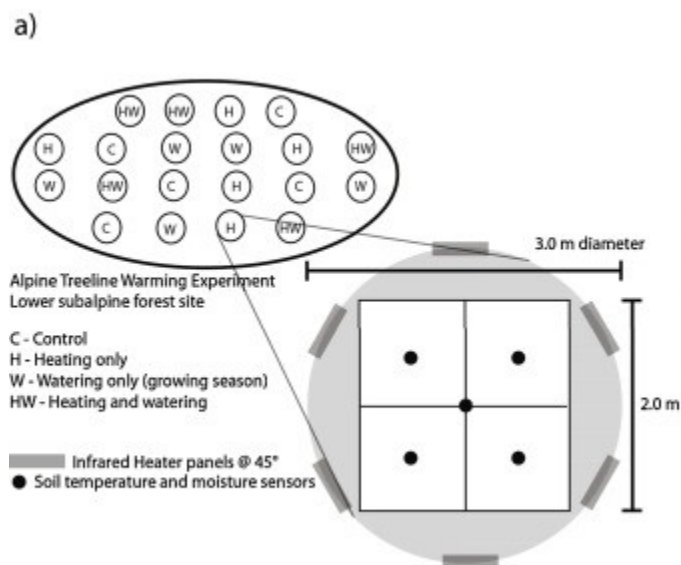 a)
HW HW H C
H C W W H HW
W HW C H C W
C W H HW
3.0 m diameter
Alpine Treeline Warming Experiment
Lower subalpine forest site
C - Control
H - Heating only
W - Watering only (growing season)
HW - Heating and watering
2.0 m
Infrared Heater panels @ 45°
Soil temperature and moisture sensors